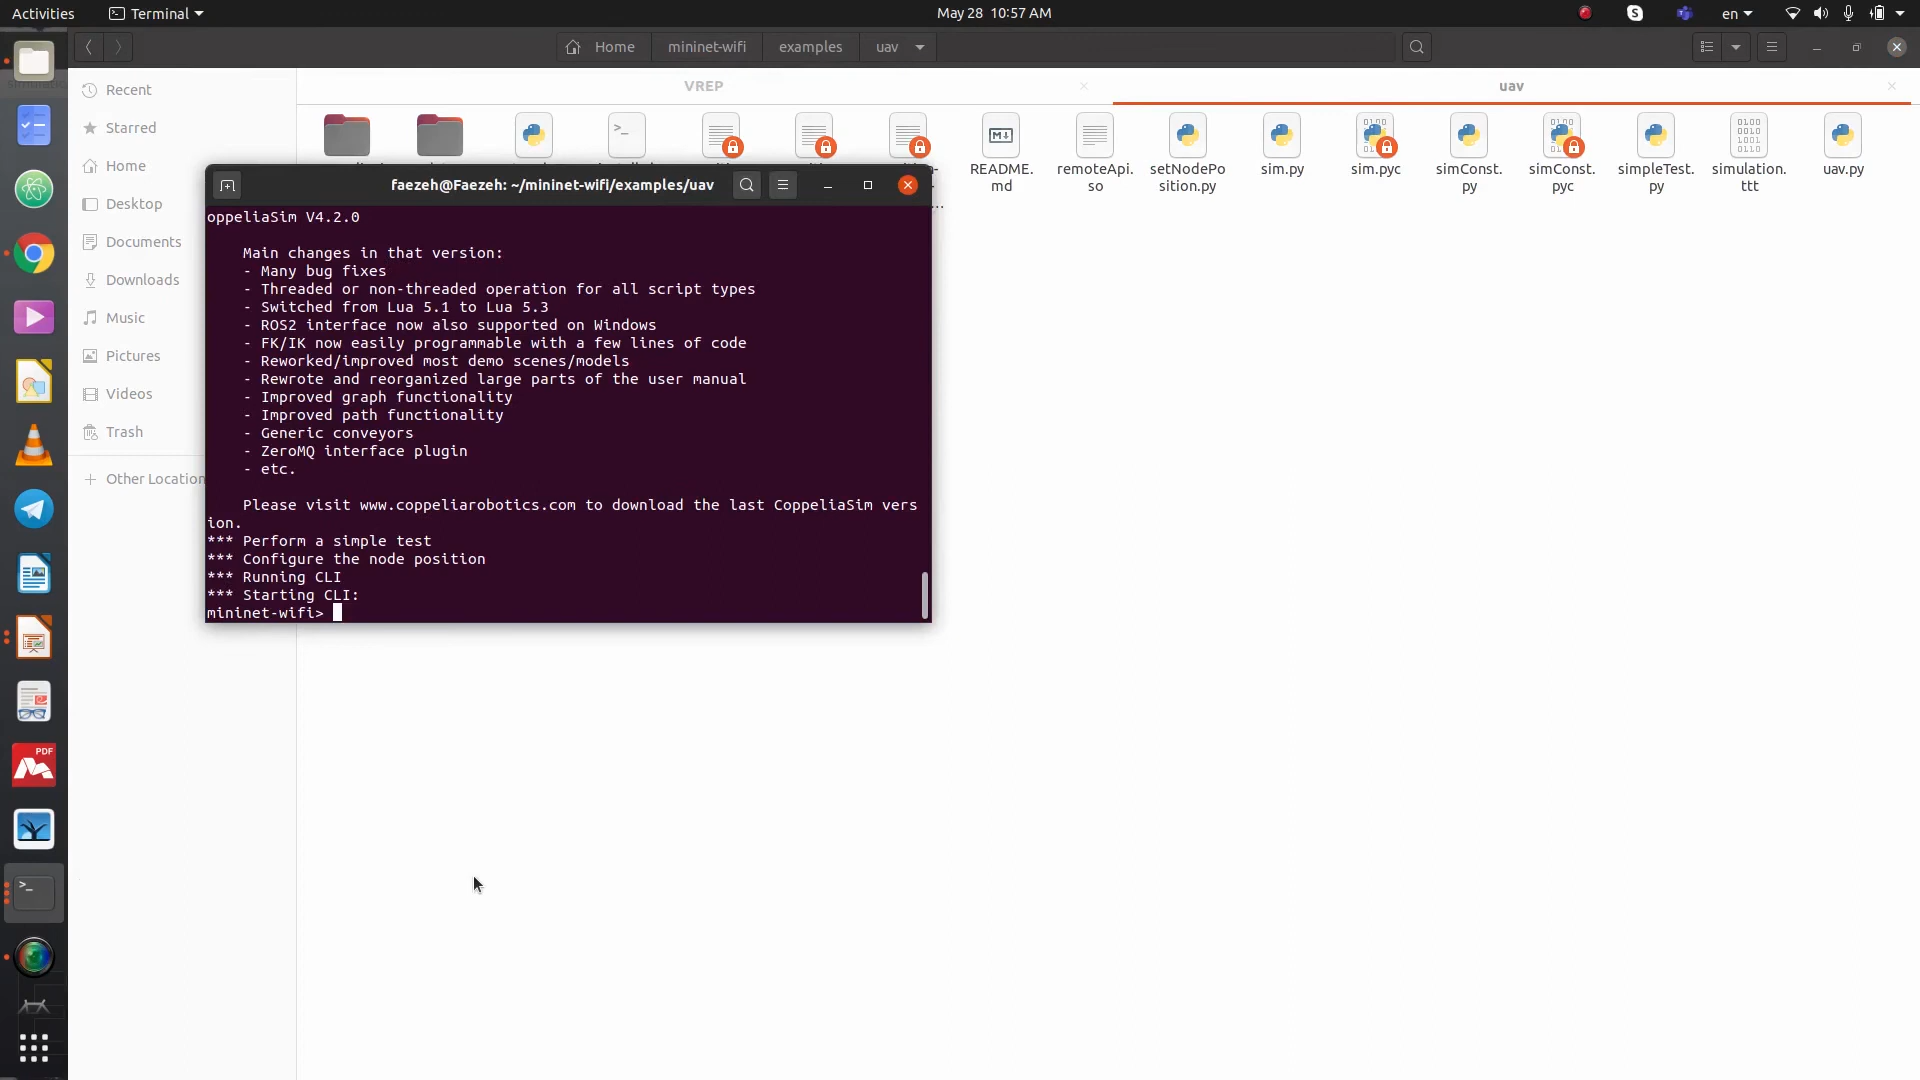 Activities
Terminal
May 28 10:57 AM
en
Home
mininet-wifi
examples
uav
VREP
uav
Recent
Starred
Home
Desktop
Documents
Downloads
Music
Pictures
Videos
Trash
Other Location
README.
md
remoteApi.
so
setNodePo
sition.py
sim.py
sim.pyc
simConst.
py
simConst.
pyc
simpleTest.
py
simulation.
ttt
uav.py
faezeh@Faezeh: ~/mininet-wifi/examples/uav
oppeliaSim V4.2.0
Main changes in that version:
- Many bug fixes
- Threaded or non-threaded operation for all script types
- Switched from Lua 5.1 to Lua 5.3
- ROS2 interface now also supported on Windows
- FK/IK now easily programmable with a few lines of code
- Reworked/improved most demo scenes/models
- Rewrote and reorganized large parts of the user manual
- Improved graph functionality
- Improved path functionality
- Generic conveyors
- ZeroMQ interface plugin
- etc.
Please visit www.coppeliarobotics.com to download the last CoppeliaSim vers
ion.
*** Perform a simple test
*** Configure the node position
*** Running CLI
*** Starting CLI:
mininet-wifi>
PDF